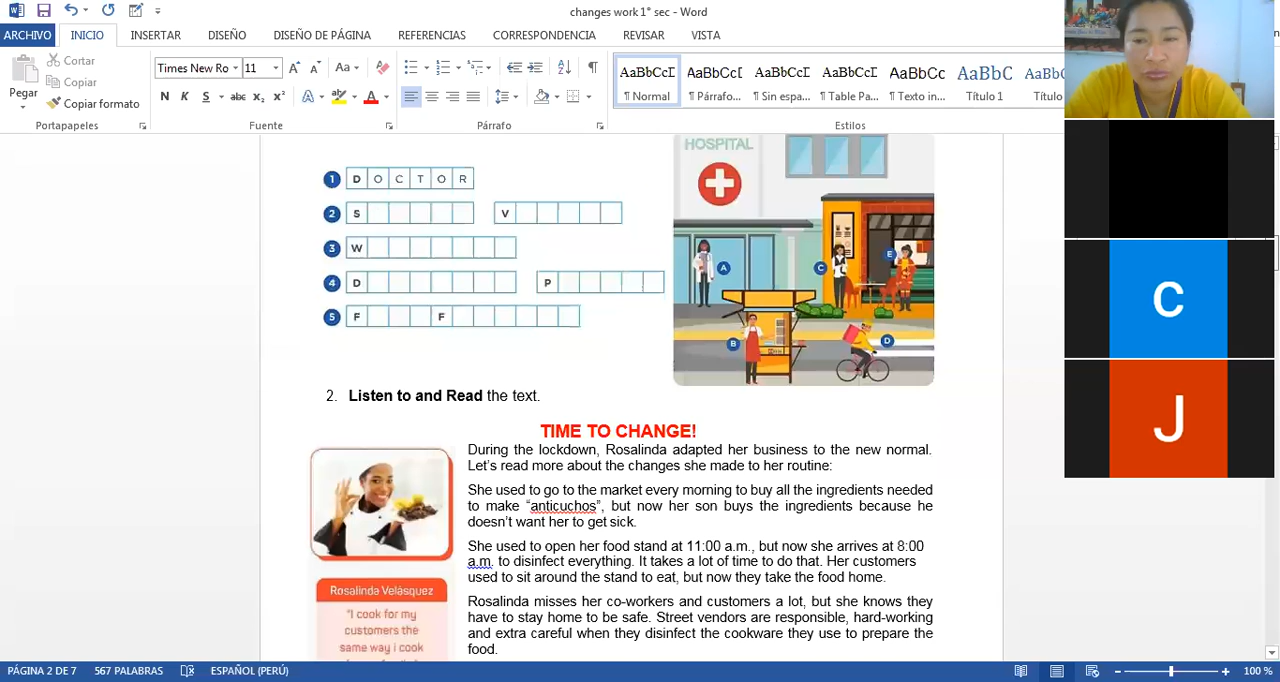 changes work 1° sec - Word
ARCHIVO INICIO INSERTAR DISEÑO DISEÑO DE PÁGINA REFERENCIAS CORRESPONDENCIA REVISAR VISTA
Pegar
Cortar
Copiar
Copiar formato
Portapapeles
Times New Ro 11
Aa
N K S abc x₂ x²
A A
Fuente
Párrafo
AaBbCcI AaBbCc AaBbCcI AaBbCcI AaBbCc AaBbC AaBb
¶ Normal ¶ Párrafo... ¶ Sin espa... ¶ Table Pa... ¶ Texto in... Título 1 Título
Estilos
1 D O C T O R
2 S V
3 W
4 D P
5 F F
HOSPITAL
A
C
E
B
D
2. Listen to and Read the text.
TIME TO CHANGE!
During the lockdown, Rosalinda adapted her business to the new normal.
Let's read more about the changes she made to her routine:
She used to go to the market every morning to buy all the ingredients needed
to make "anticuchos", but now her son buys the ingredients because he
doesn't want her to get sick.
She used to open her food stand at 11:00 a.m., but now she arrives at 8:00
a.m. to disinfect everything. It takes a lot of time to do that. Her customers
used to sit around the stand to eat, but now they take the food home.
Rosalinda misses her co-workers and customers a lot, but she knows they
have to stay home to be safe. Street vendors are responsible, hard-working
and extra careful when they disinfect the cookware they use to prepare the
food.
Rosalinda Velásquez
"I cook for my
customers the
same way i cook
C
J
PÁGINA 2 DE 7 567 PALABRAS ESPAÑOL (PERÚ) 100 %